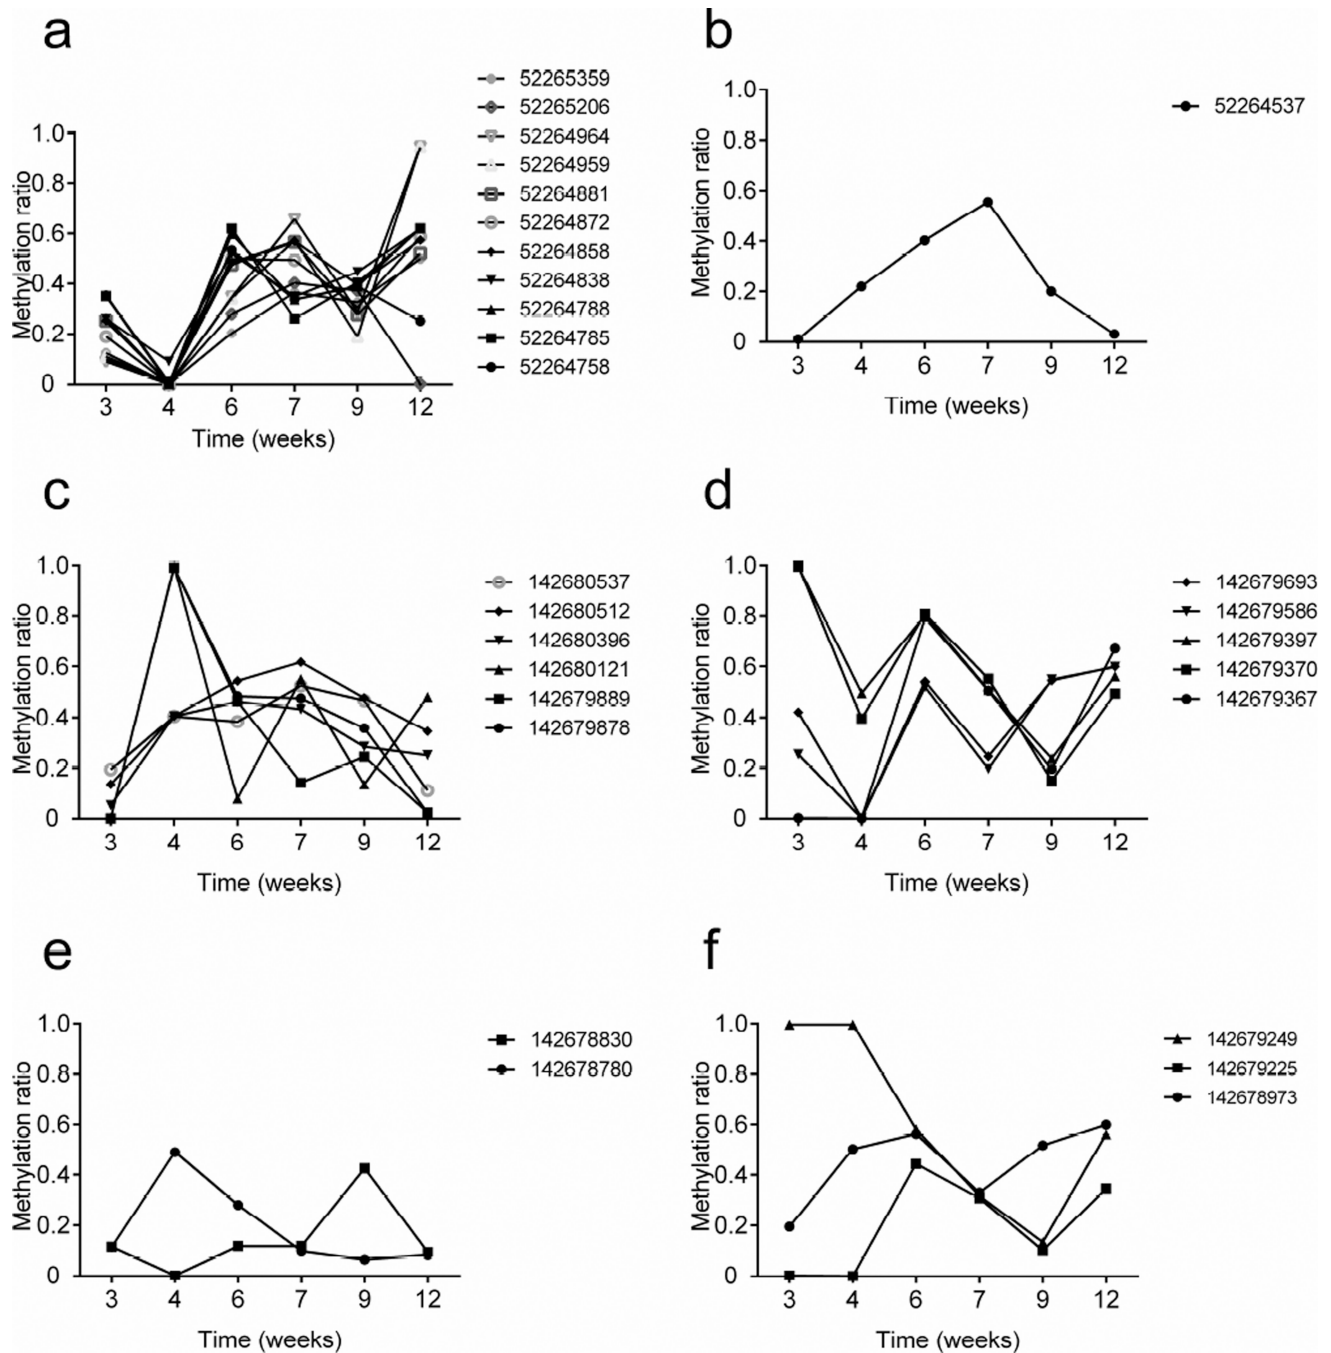 a
52265359
52265206
52264964
52264959
52264881
52264872
52264858
52264838
52264788
52264785
52264758
Methylation ratio
1.0
0.8
0.6
0.4
0.2
0
3 4 6 7 9 12
Time (weeks)
b
52264537
Methylation ratio
1.0
0.8
0.6
0.4
0.2
0
3 4 6 7 9 12
Time (weeks)
c
142680537
142680512
142680396
142680121
142679889
142679878
Methylation ratio
1.0
0.8
0.6
0.4
0.2
0
3 4 6 7 9 12
Time (weeks)
d
142679693
142679586
142679397
142679370
142679367
Methylation ratio
1.0
0.8
0.6
0.4
0.2
0
3 4 6 7 9 12
Time (weeks)
e
142678830
142678780
Methylation ratio
1.0
0.8
0.6
0.4
0.2
0
3 4 6 7 9 12
Time (weeks)
f
142679249
142679225
142678973
Methylation ratio
1.0
0.8
0.6
0.4
0.2
0
3 4 6 7 9 12
Time (weeks)